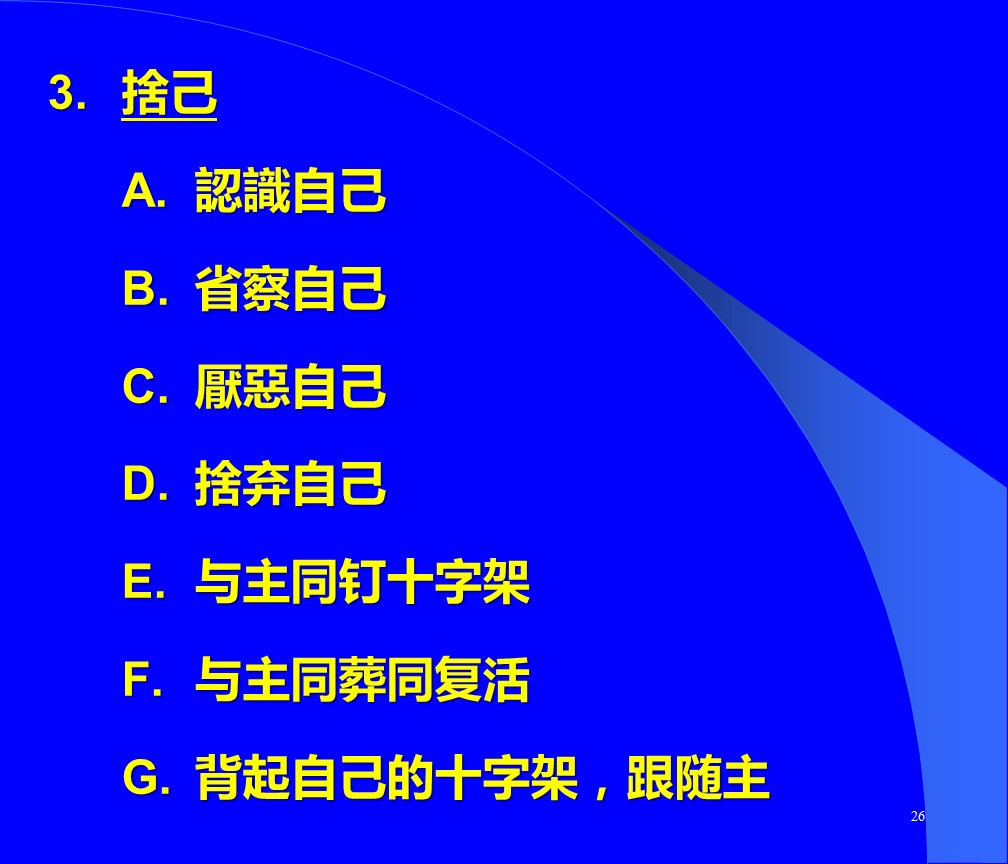 3. 捨己
A. 認識自己
B. 省察自己
C. 厭惡自己
D. 捨弃自己
E. 与主同钉十字架
F. 与主同葬同复活
G. 背起自己的十字架，跟随主
26